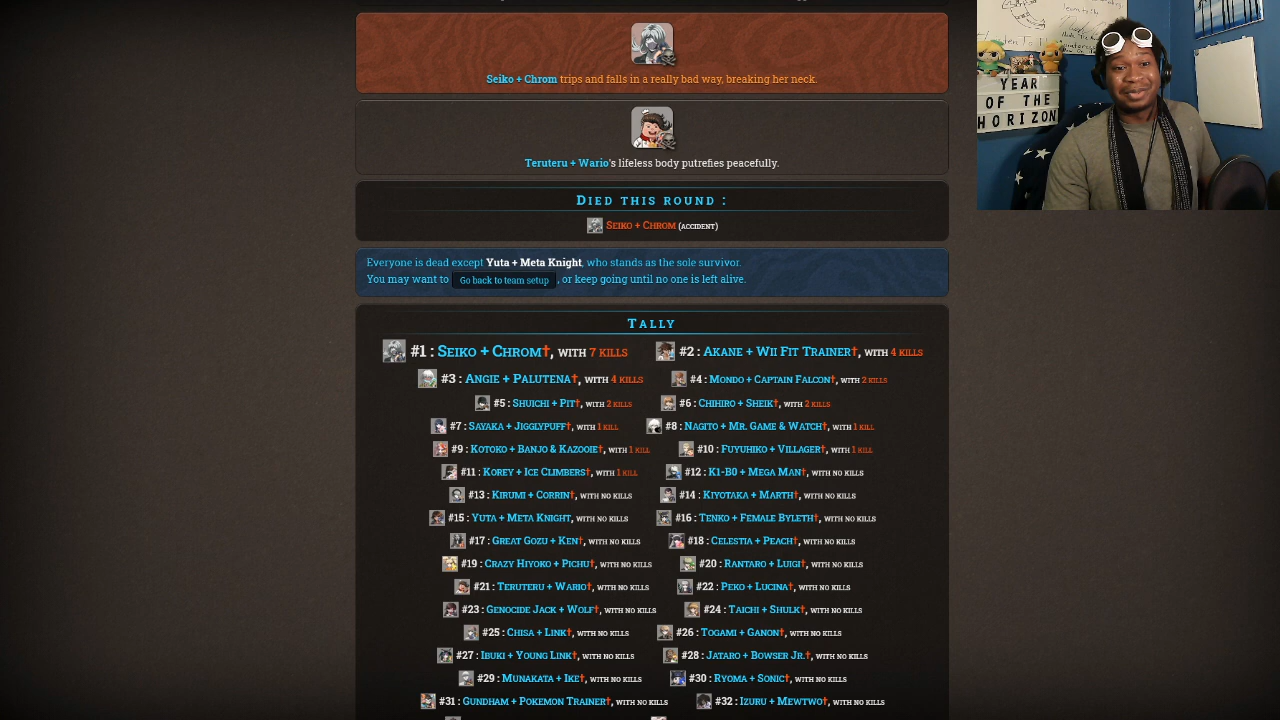 Seiko + Chrom trips and falls in a really bad way, breaking her neck.
Teruteru + Wario's lifeless body putrefies peacefully.
DIED THIS ROUND :
SEIKO + CHROM (ACCIDENT)
Everyone is dead except Yuta + Meta Knight, who stands as the sole survivor.
You may want to Go back to team setup , or keep going until no one is left alive.
TALLY
#1 : SEIKO + CHROM†, WITH 7 KILLS
#2 : AKANE + WII FIT TRAINER†, WITH 4 KILLS
#3 : ANGIE + PALUTENA†, WITH 4 KILLS
#4 : MONDO + CAPTAIN FALCON†, WITH 2 KILLS
#5 : SHUICHI + PIT†, WITH 2 KILLS
#6 : CHIHIRO + SHEIK†, WITH 2 KILLS
#7 : SAYAKA + JIGGLYPUFF†, WITH 1 KILL
#8 : NAGITO + MR. GAME & WATCH†, WITH 1 KILL
#9 : KOTOKO + BANJO & KAZOOIE†, WITH 1 KILL
#10 : FUYUHIKO + VILLAGER†, WITH 1 KILL
#11 : KOREY + ICE CLIMBERS†, WITH 1 KILL
#12 : K1-B0 + MEGA MAN†, WITH NO KILLS
#13 : KIRUMI + CORRIN†, WITH NO KILLS
#14 : KIYOTAKA + MARTH†, WITH NO KILLS
#15 : YUTA + META KNIGHT, WITH NO KILLS
#16 : TENKO + FEMALE BYLETH†, WITH NO KILLS
#17 : GREAT GOZU + KEN†, WITH NO KILLS
#18 : CELESTIA + PEACH†, WITH NO KILLS
#19 : CRAZY HIYOKO + PICHU†, WITH NO KILLS
#20 : RANTARO + LUIGI†, WITH NO KILLS
#21 : TERUTERU + WARIO†, WITH NO KILLS
#22 : PEKO + LUCINA†, WITH NO KILLS
#23 : GENOCIDE JACK + WOLF†, WITH NO KILLS
#24 : TAICHI + SHULK†, WITH NO KILLS
#25 : CHISA + LINK†, WITH NO KILLS
#26 : TOGAMI + GANON†, WITH NO KILLS
#27 : IBUKI + YOUNG LINK†, WITH NO KILLS
#28 : JATARO + BOWSER JR.†, WITH NO KILLS
#29 : MUNAKATA + IKE†, WITH NO KILLS
#30 : RYOMA + SONIC†, WITH NO KILLS
#31 : GUNDHAM + POKEMON TRAINER†, WITH NO KILLS
#32 : IZURU + MEWTWO†, WITH NO KILLS
YEAR
OF THE
HORIZON